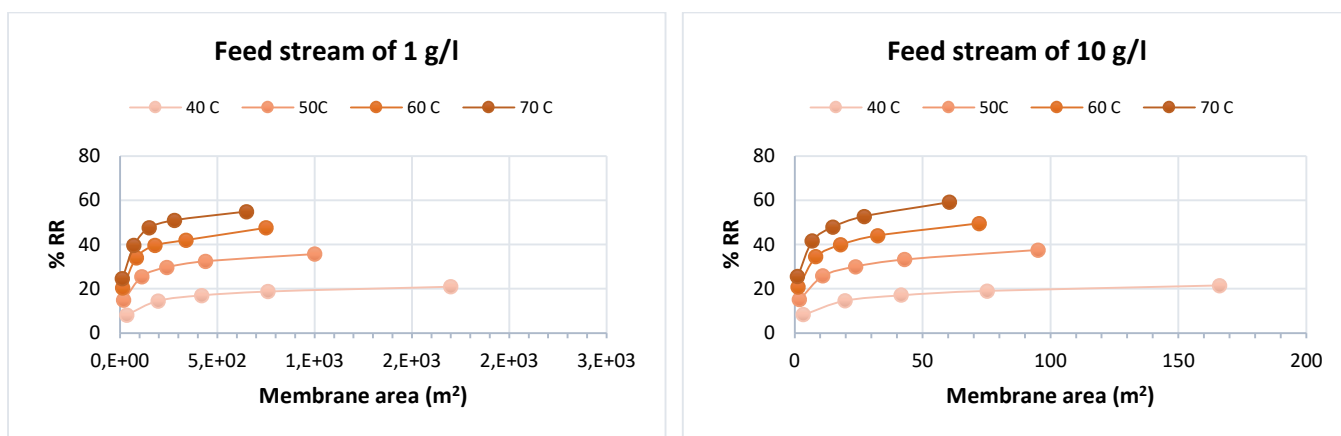 Feed stream of 1 g/l
40 C 50C 60 C 70 C
80
60
40
20
0
% RR
0,E+00 5,E+02 1,E+03 2,E+03 2,E+03 3,E+03
Membrane area (m²)
Feed stream of 10 g/l
40 C 50C 60 C 70 C
80
60
40
20
0
% RR
0 50 100 150 200
Membrane area (m²)